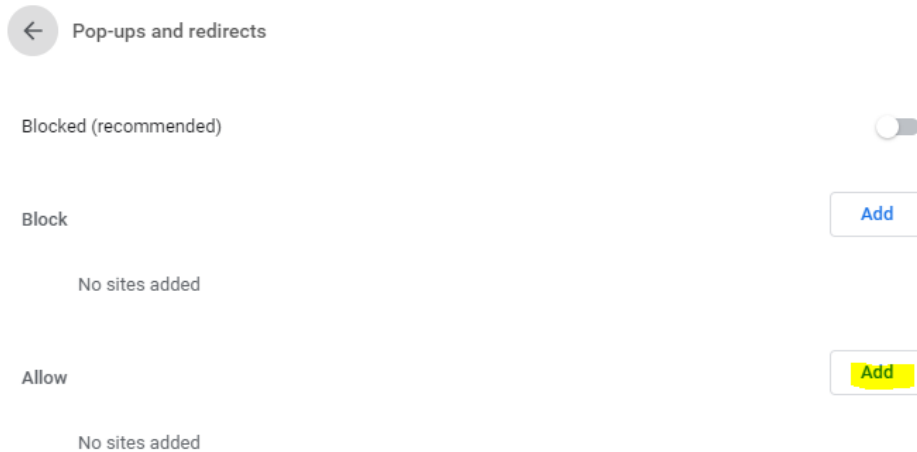 Pop-ups and redirects
Blocked (recommended)
Block
Add
No sites added
Allow
Add
No sites added